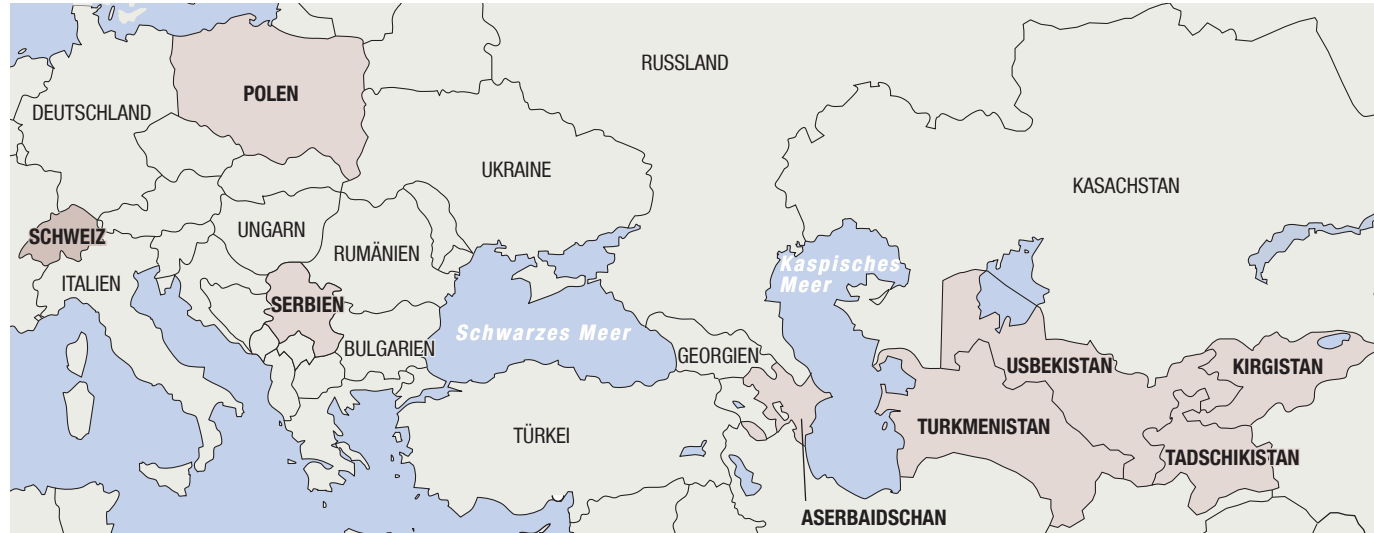 RUSSLAND
POLEN
DEUTSCHLAND
UKRAINE
KASACHSTAN
SCHWEIZ
UNGARN
RUMÄNIEN
ITALIEN
Kaspisches
Meer
SERBIEN
Schwarzes Meer
BULGARIEN
GEORGIEN
USBEKISTAN
KIRGISTAN
TURKMENISTAN
TÜRKEI
TADSCHIKISTAN
ASERBAIDSCHAN